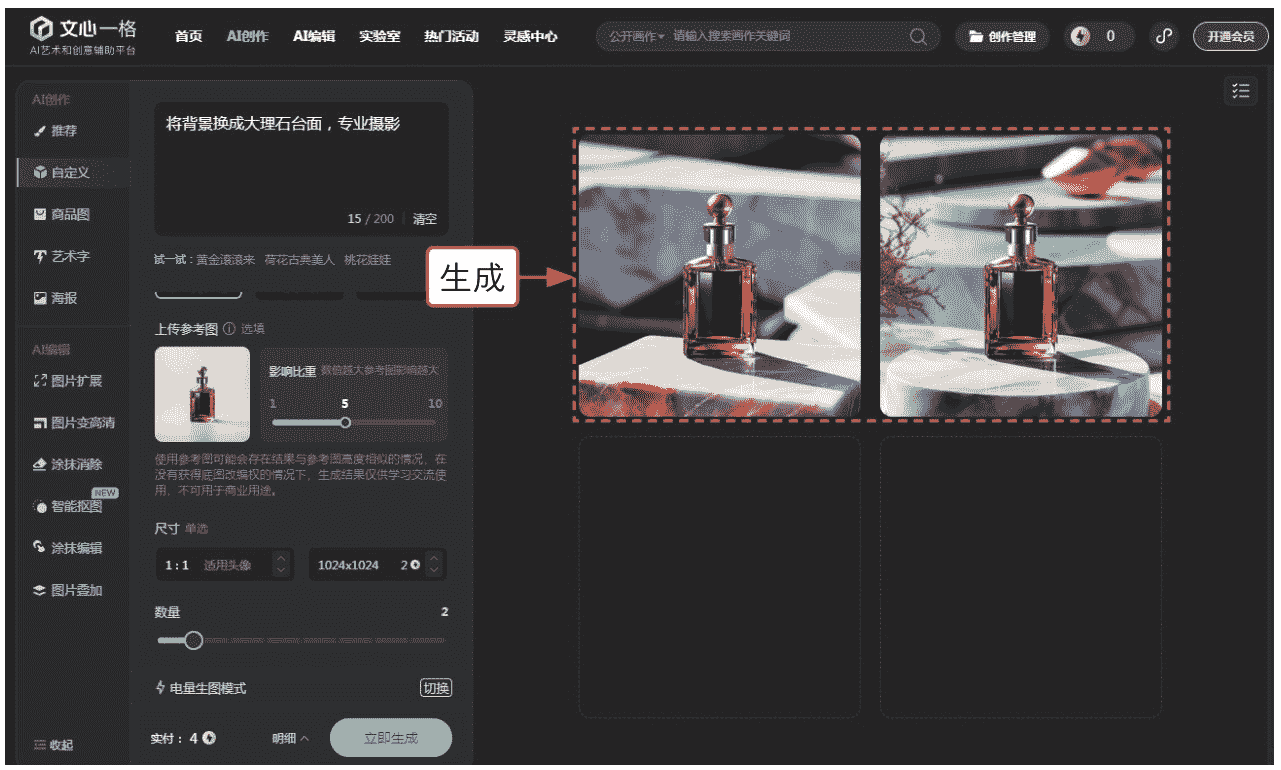 文心一格
AI艺术和创意辅助平台
首页 AI创作 AI编辑 实验室 热门活动 灵感中心
公开画作 请输入搜索画作关键词
创作管理
0
开通会员
AI创作
推荐
自定义
商品图
艺术字
海报
AI编辑
图片扩展
图片变高清
涂抹消除
NEW
智能抠图
涂抹编辑
图片叠加
收起
将背景换成大理石台面，专业摄影
15 / 200 清空
试一试：黄金滚滚来 荷花古典美人 桃花娃娃
上传参考图 选填
影响比重 数值越大参考图影响越大
1 5 10
使用参考图可能会存在结果与参考图高度相似的情况，在
没有获得底图改编权的情况下，生成结果仅供学习交流使
用，不可用于商业用途。
尺寸 单选
1:1 适用头像 1024x1024 2
数量 2
电量生图模式 切换
实付：4 明细 立即生成
生成